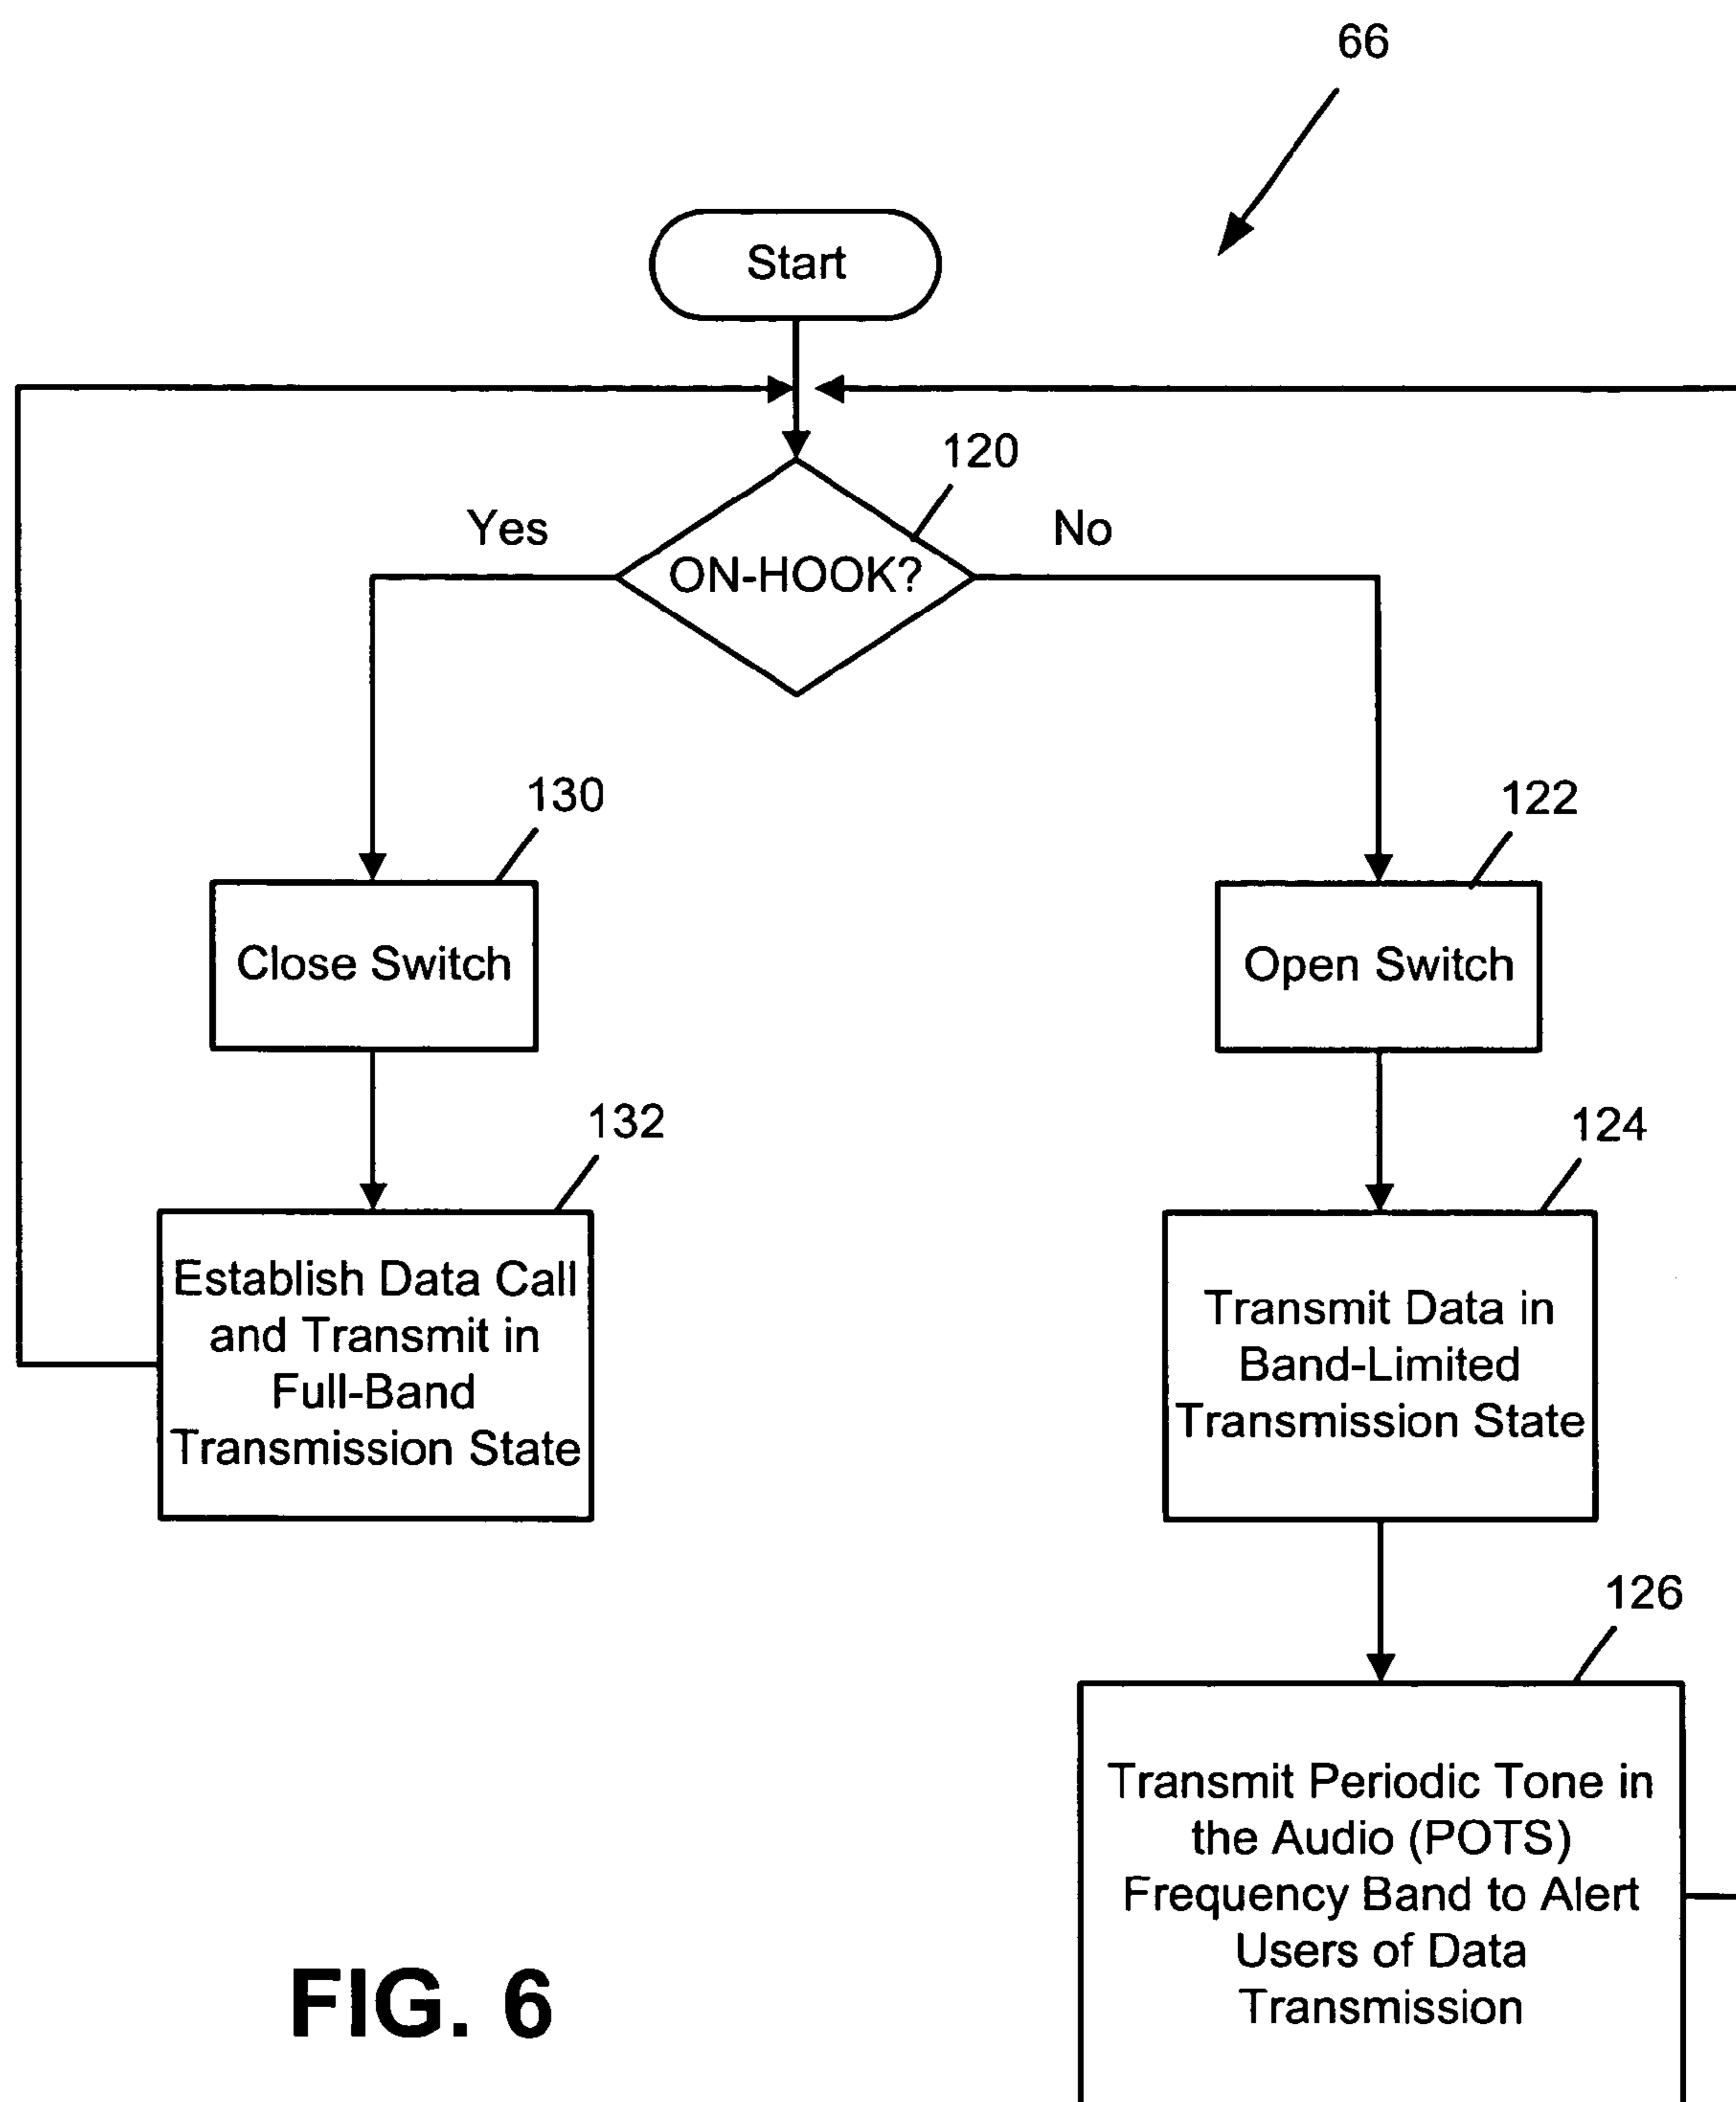 66
Start
120
Yes
No
ON-HOOK?
130
122
Close Switch
Open Switch
132
124
Establish Data Call
and Transmit in
Full-Band
Transmission State
Transmit Data in
Band-Limited
Transmission State
126
Transmit Periodic Tone in
the Audio (POTS)
Frequency Band to Alert
Users of Data
Transmission
FIG. 6